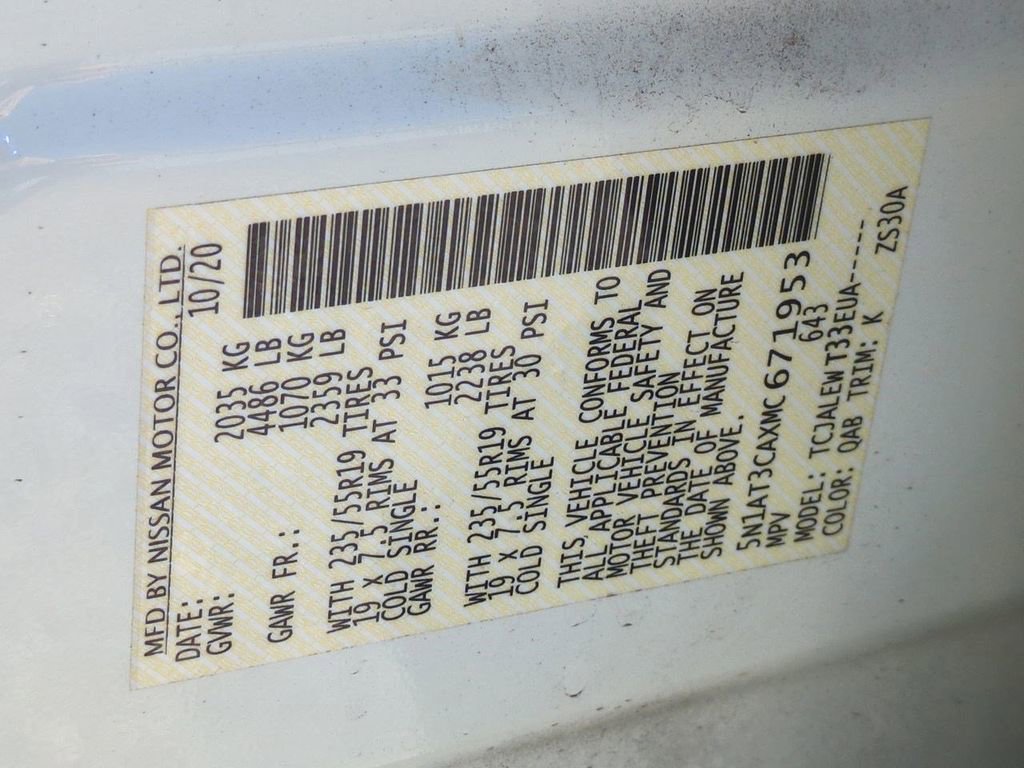 MFD BY NISSAN MOTOR CO., LTD.
DATE: 10/20
GVWR: 2035 KG
4486 LB
GAWR FR.: 1070 KG
2359 LB
WITH 235/55R19 TIRES
19 X 7.5 RIMS AT 33 PSI
COLD SINGLE
GAWR RR.: 1015 KG
2238 LB
WITH 235/55R19 TIRES
19 X 7.5 RIMS AT 30 PSI
COLD SINGLE
THIS VEHICLE CONFORMS TO
ALL APPLICABLE FEDERAL
MOTOR VEHICLE SAFETY AND
THEFT PREVENTION
STANDARDS IN EFFECT ON
THE DATE OF MANUFACTURE
SHOWN ABOVE.
5N1AT3CAXMC671953
MPV 643
MODEL: TCJALEWT33EUA-----
COLOR: QAB TRIM: K ZS30A